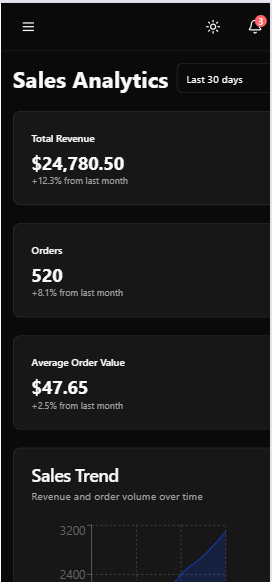 3
Sales Analytics
Last 30 days
Total Revenue
$24,780.50
+12.3% from last month
Orders
520
+8.1% from last month
Average Order Value
$47.65
+2.5% from last month
Sales Trend
Revenue and order volume over time
3200
2400